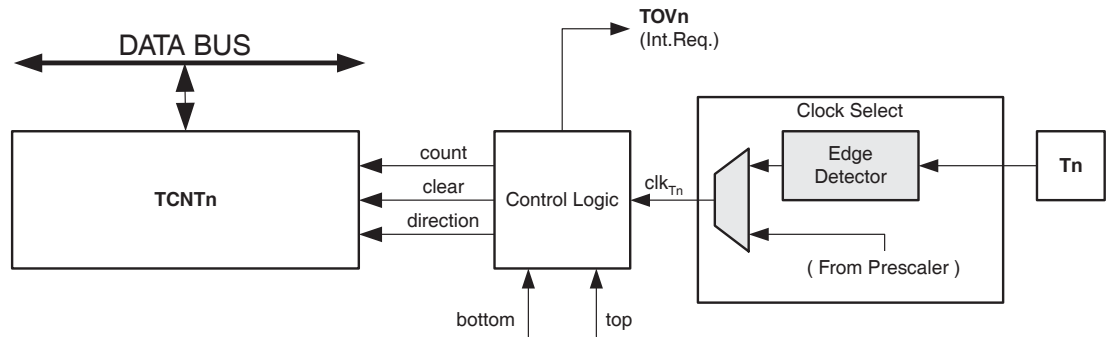 TOVn
(Int.Req.)
DATA BUS
Clock Select
count
Edge
Detector
Tn
clkTn
TCNTn
clear
Control Logic
direction
( From Prescaler )
bottom
top